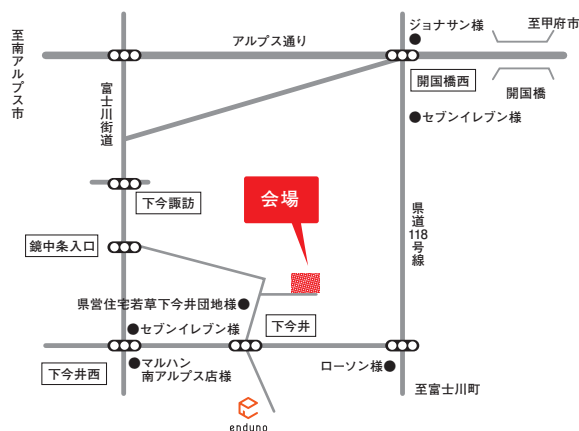 ジョナサン様
至甲府市
至南アルプス市
アルプス通り
開国橋西
開国橋
富士川街道
セブンイレブン様
会場
下今諏訪
県道118号線
鏡中条入口
県営住宅若草下今井団地様
セブンイレブン様
下今井
下今井西
マルハン
南アルプス店様
ローソン様
至富士川町
enduno